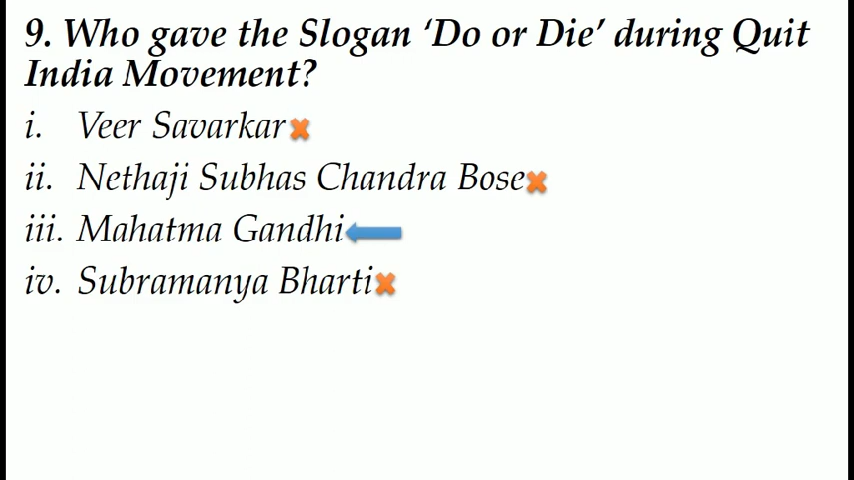 9. Who gave the Slogan ‘Do or Die’ during Quit
India Movement?
i. Veer Savarkar
ii. Nethaji Subhas Chandra Bose
iii. Mahatma Gandhi
iv. Subramanya Bharti